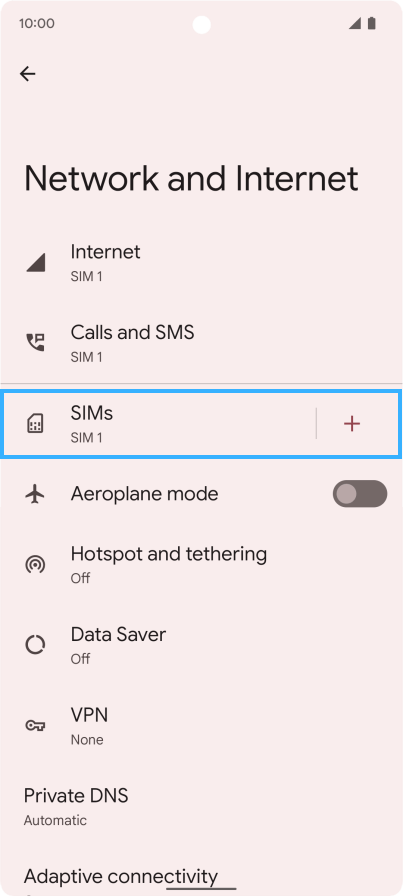 10:00
Network and Internet
Internet
SIM 1
Calls and SMS
SIM 1
SIMs
SIM 1
Aeroplane mode
Hotspot and tethering
Off
Data Saver
Off
VPN
None
Private DNS
Automatic
Adaptive connectivity